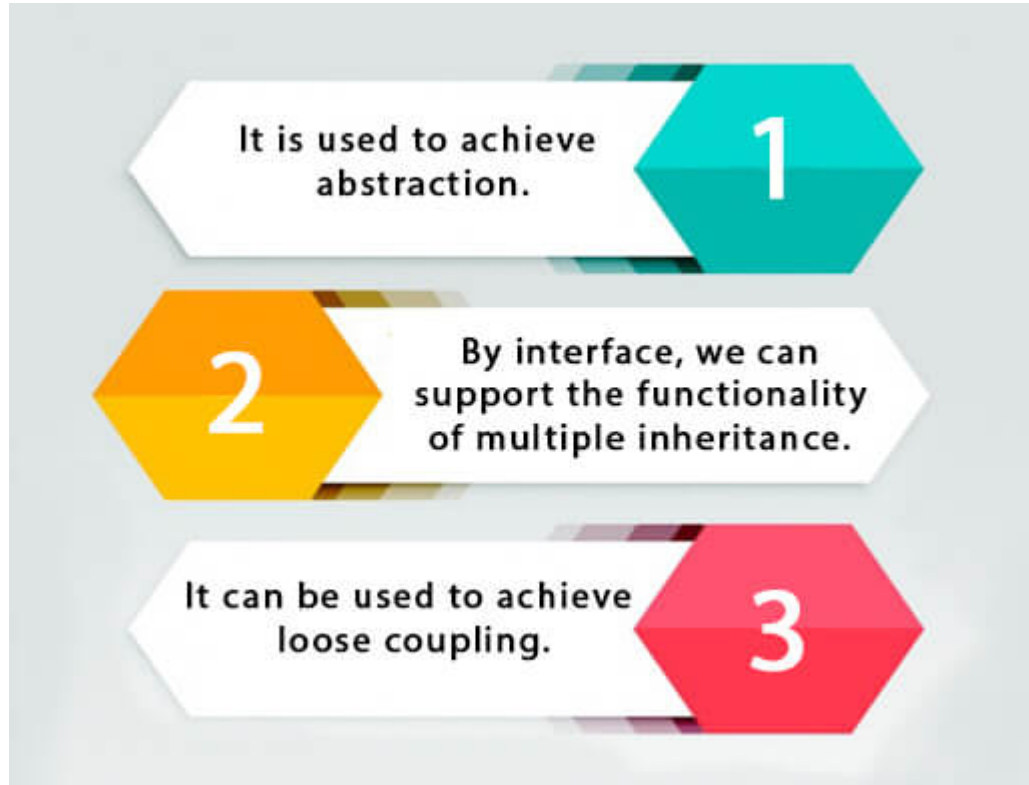 It is used to achieve
abstraction.
1
2
By interface, we can
support the functionality
of multiple inheritance.
It can be used to achieve
loose coupling.
3